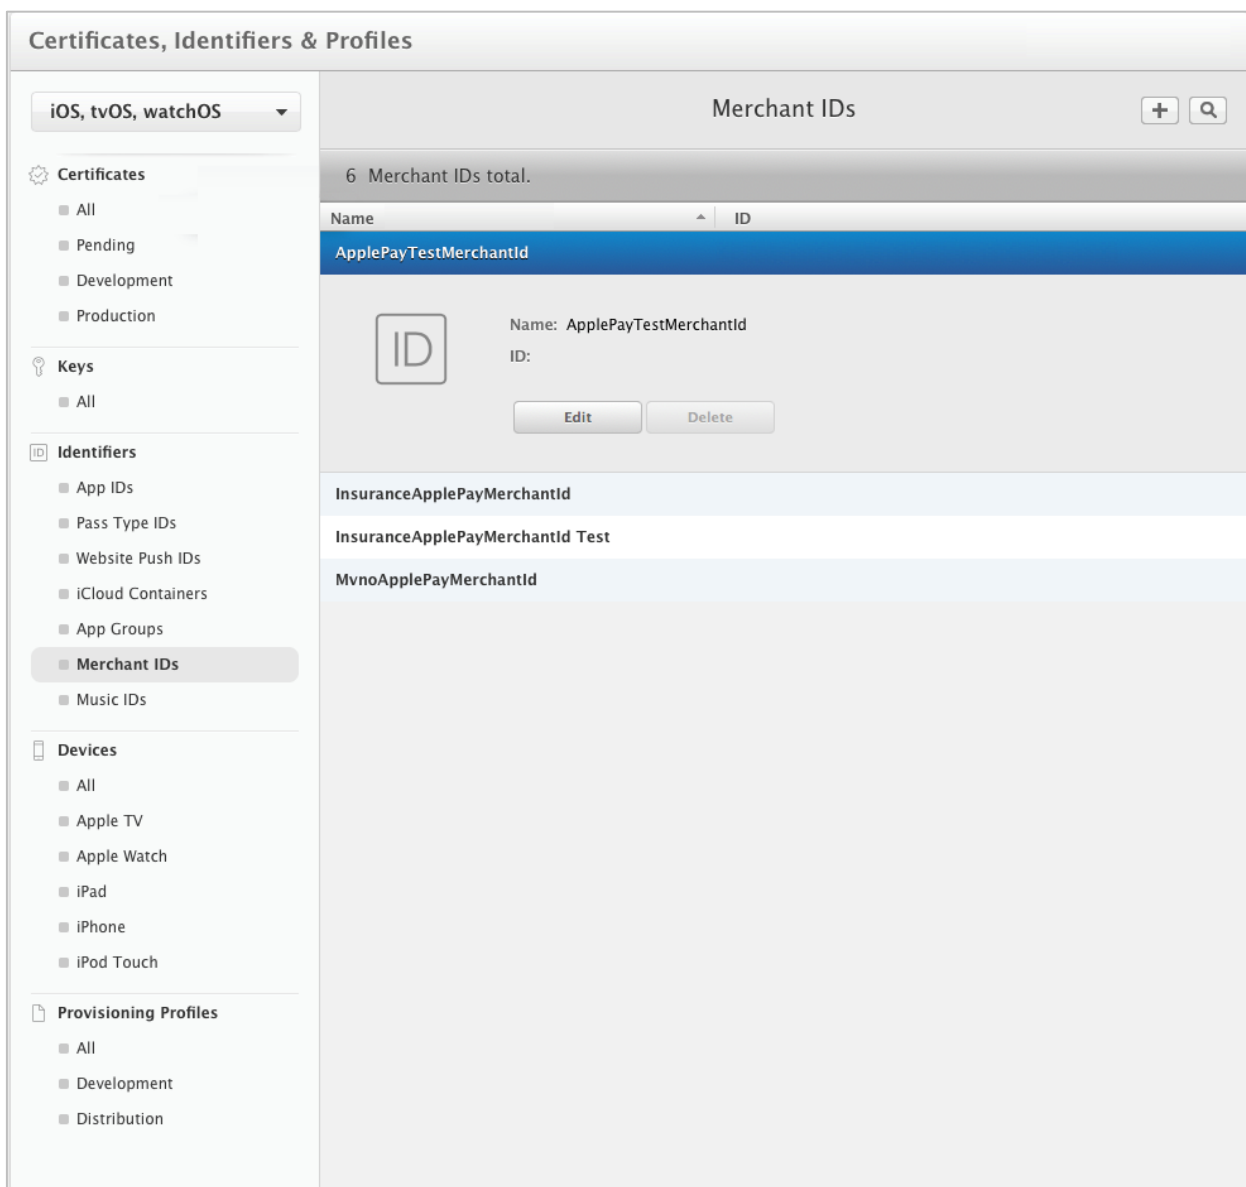 Certificates, Identifiers & Profiles
iOS, tvOS, watchOS
Certificates
All
Pending
Development
Production
Keys
All
ID Identifiers
App IDs
Pass Type IDs
Website Push IDs
iCloud Containers
App Groups
Merchant IDs
Music IDs
Devices
All
Apple TV
Apple Watch
iPad
iPhone
iPod Touch
Provisioning Profiles
All
Development
Distribution
Merchant IDs
6 Merchant IDs total.
Name ID
ApplePayTestMerchantId
ID
Name: ApplePayTestMerchantId
ID:
Edit Delete
InsuranceApplePayMerchantId
InsuranceApplePayMerchantId Test
MvnoApplePayMerchantId